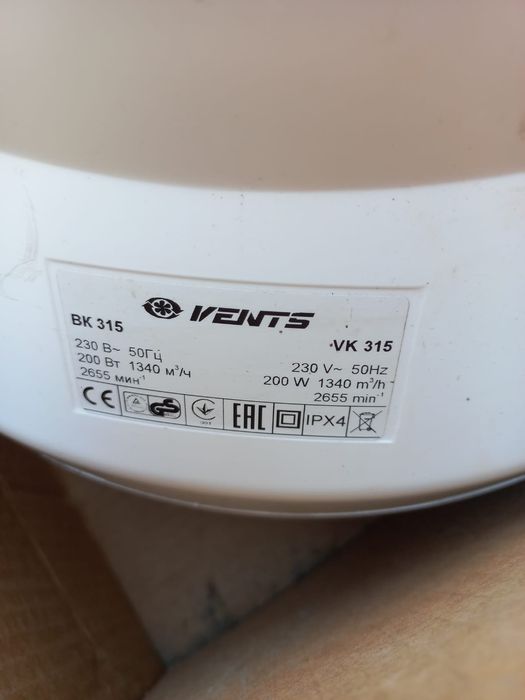 VENTS
ВК 315
230 В~ 50Гц
200 Вт 1340 м³/ч
2655 мин⁻¹
VK 315
230 V~ 50Hz
200 W 1340 m³/h
2655 min⁻¹
CE GS EAC IPX4